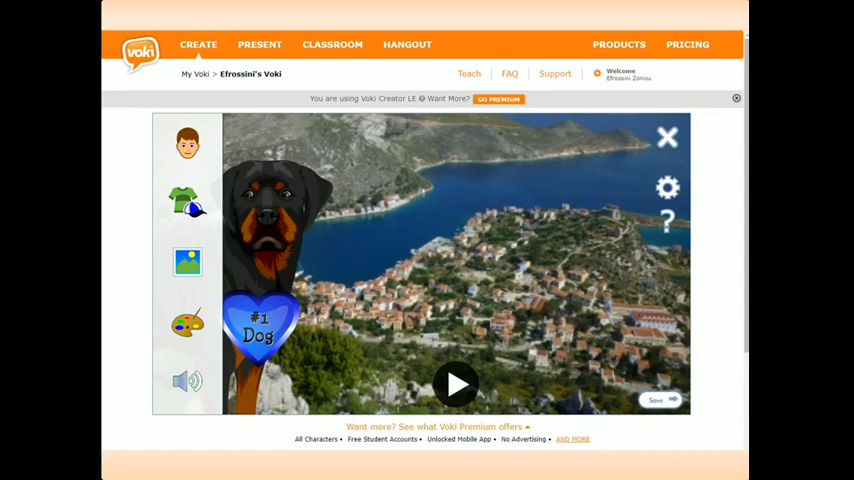 voki
CREATE PRESENT CLASSROOM HANGOUT PRODUCTS PRICING
My Voki > Efrossini's Voki
Teach FAQ Support
Welcome
Efrossini Zoniou
You are using Voki Creator LE ? Want More? GO PREMIUM
?
#1
Dog
Save
Want more? See what Voki Premium offers
All Characters • Free Student Accounts • Unlocked Mobile App • No Advertising • AND MORE